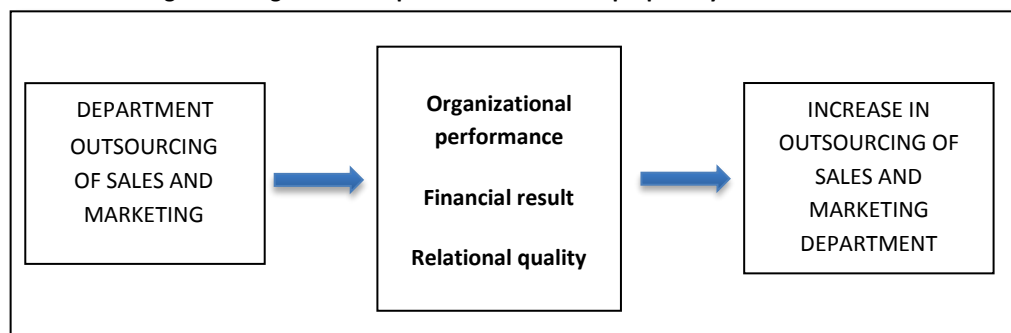 DEPARTMENT
OUTSOURCING
OF SALES AND
MARKETING
Organizational
performance
Financial result
Relational quality
INCREASE IN
OUTSOURCING OF
SALES AND
MARKETING
DEPARTMENT